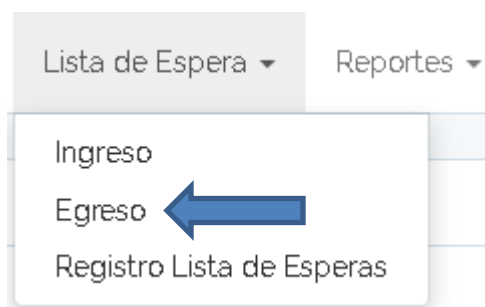 Lista de Espera Reportes
Ingreso
Egreso
Registro Lista de Esperas